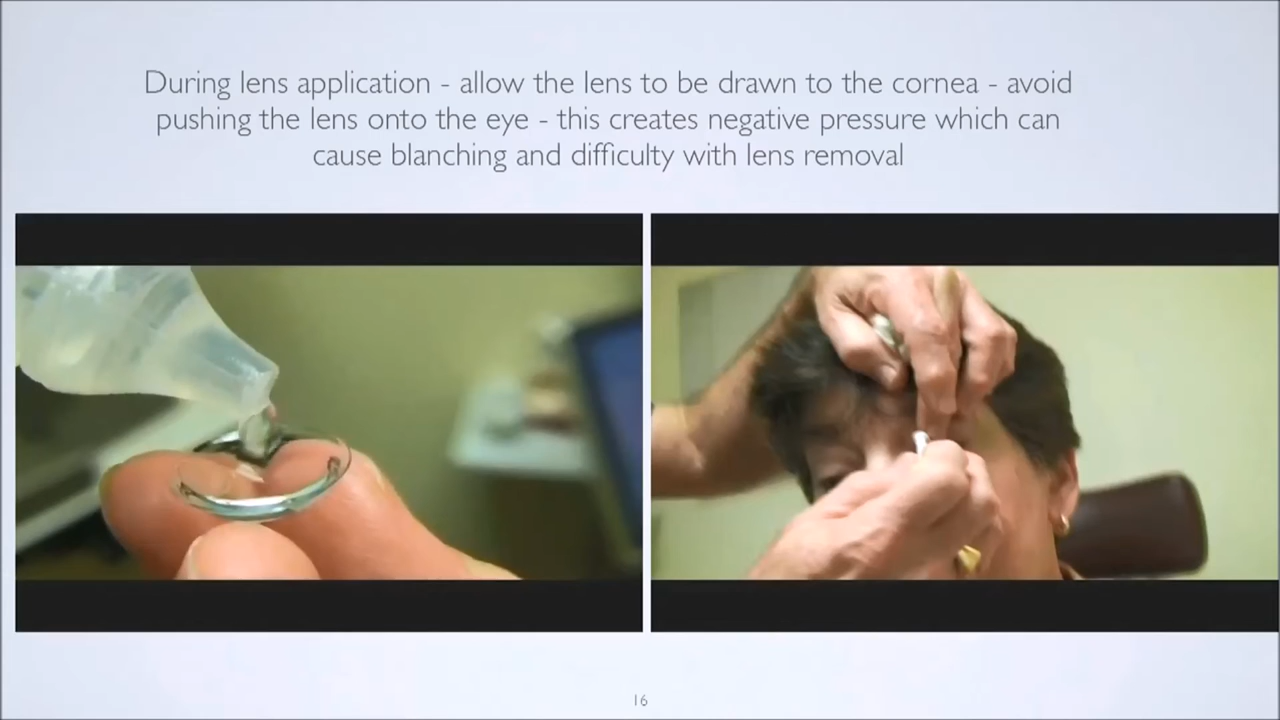 During lens application - allow the lens to be drawn to the cornea - avoid
pushing the lens onto the eye - this creates negative pressure which can
cause blanching and difficulty with lens removal
16